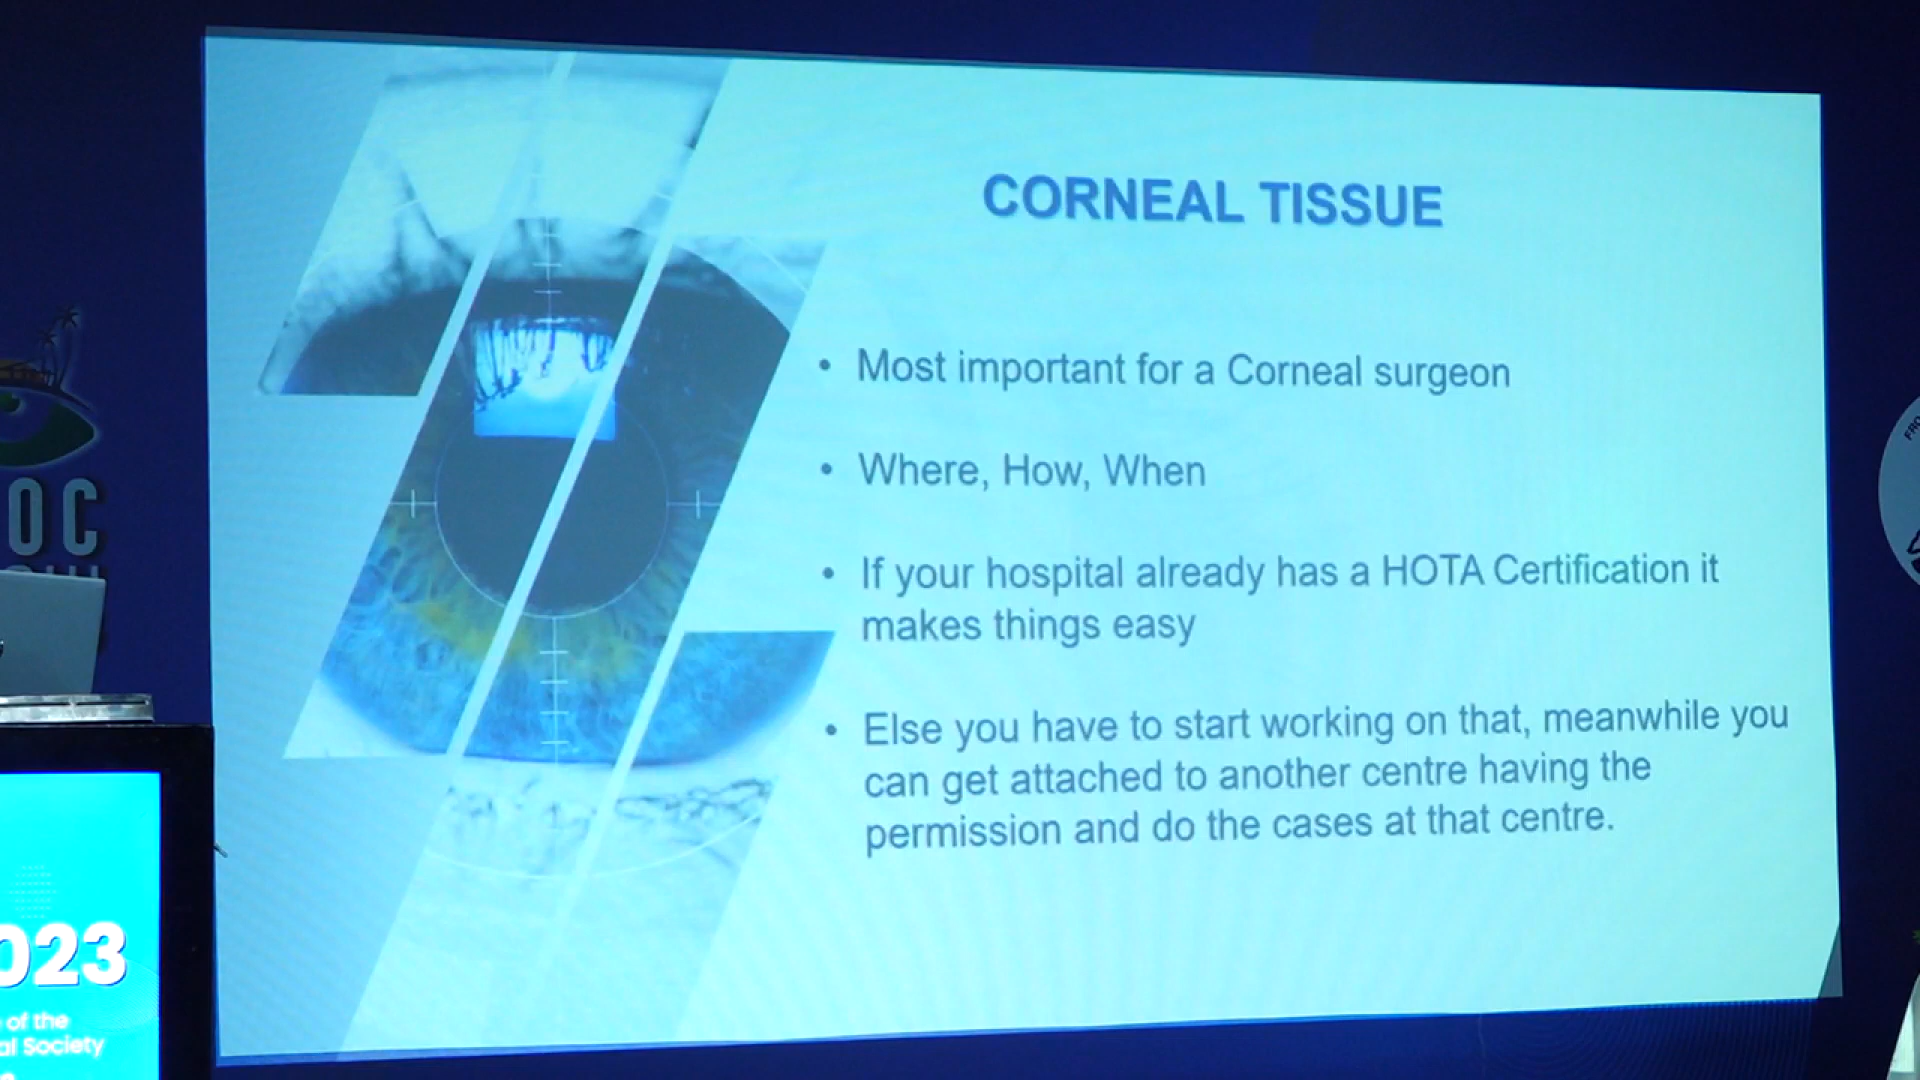 CORNEAL TISSUE
• Most important for a Corneal surgeon
• Where, How, When
• If your hospital already has a HOTA Certification it
makes things easy
• Else you have to start working on that, meanwhile you
can get attached to another centre having the
permission and do the cases at that centre.
OC
023
of the
al Society
FRO